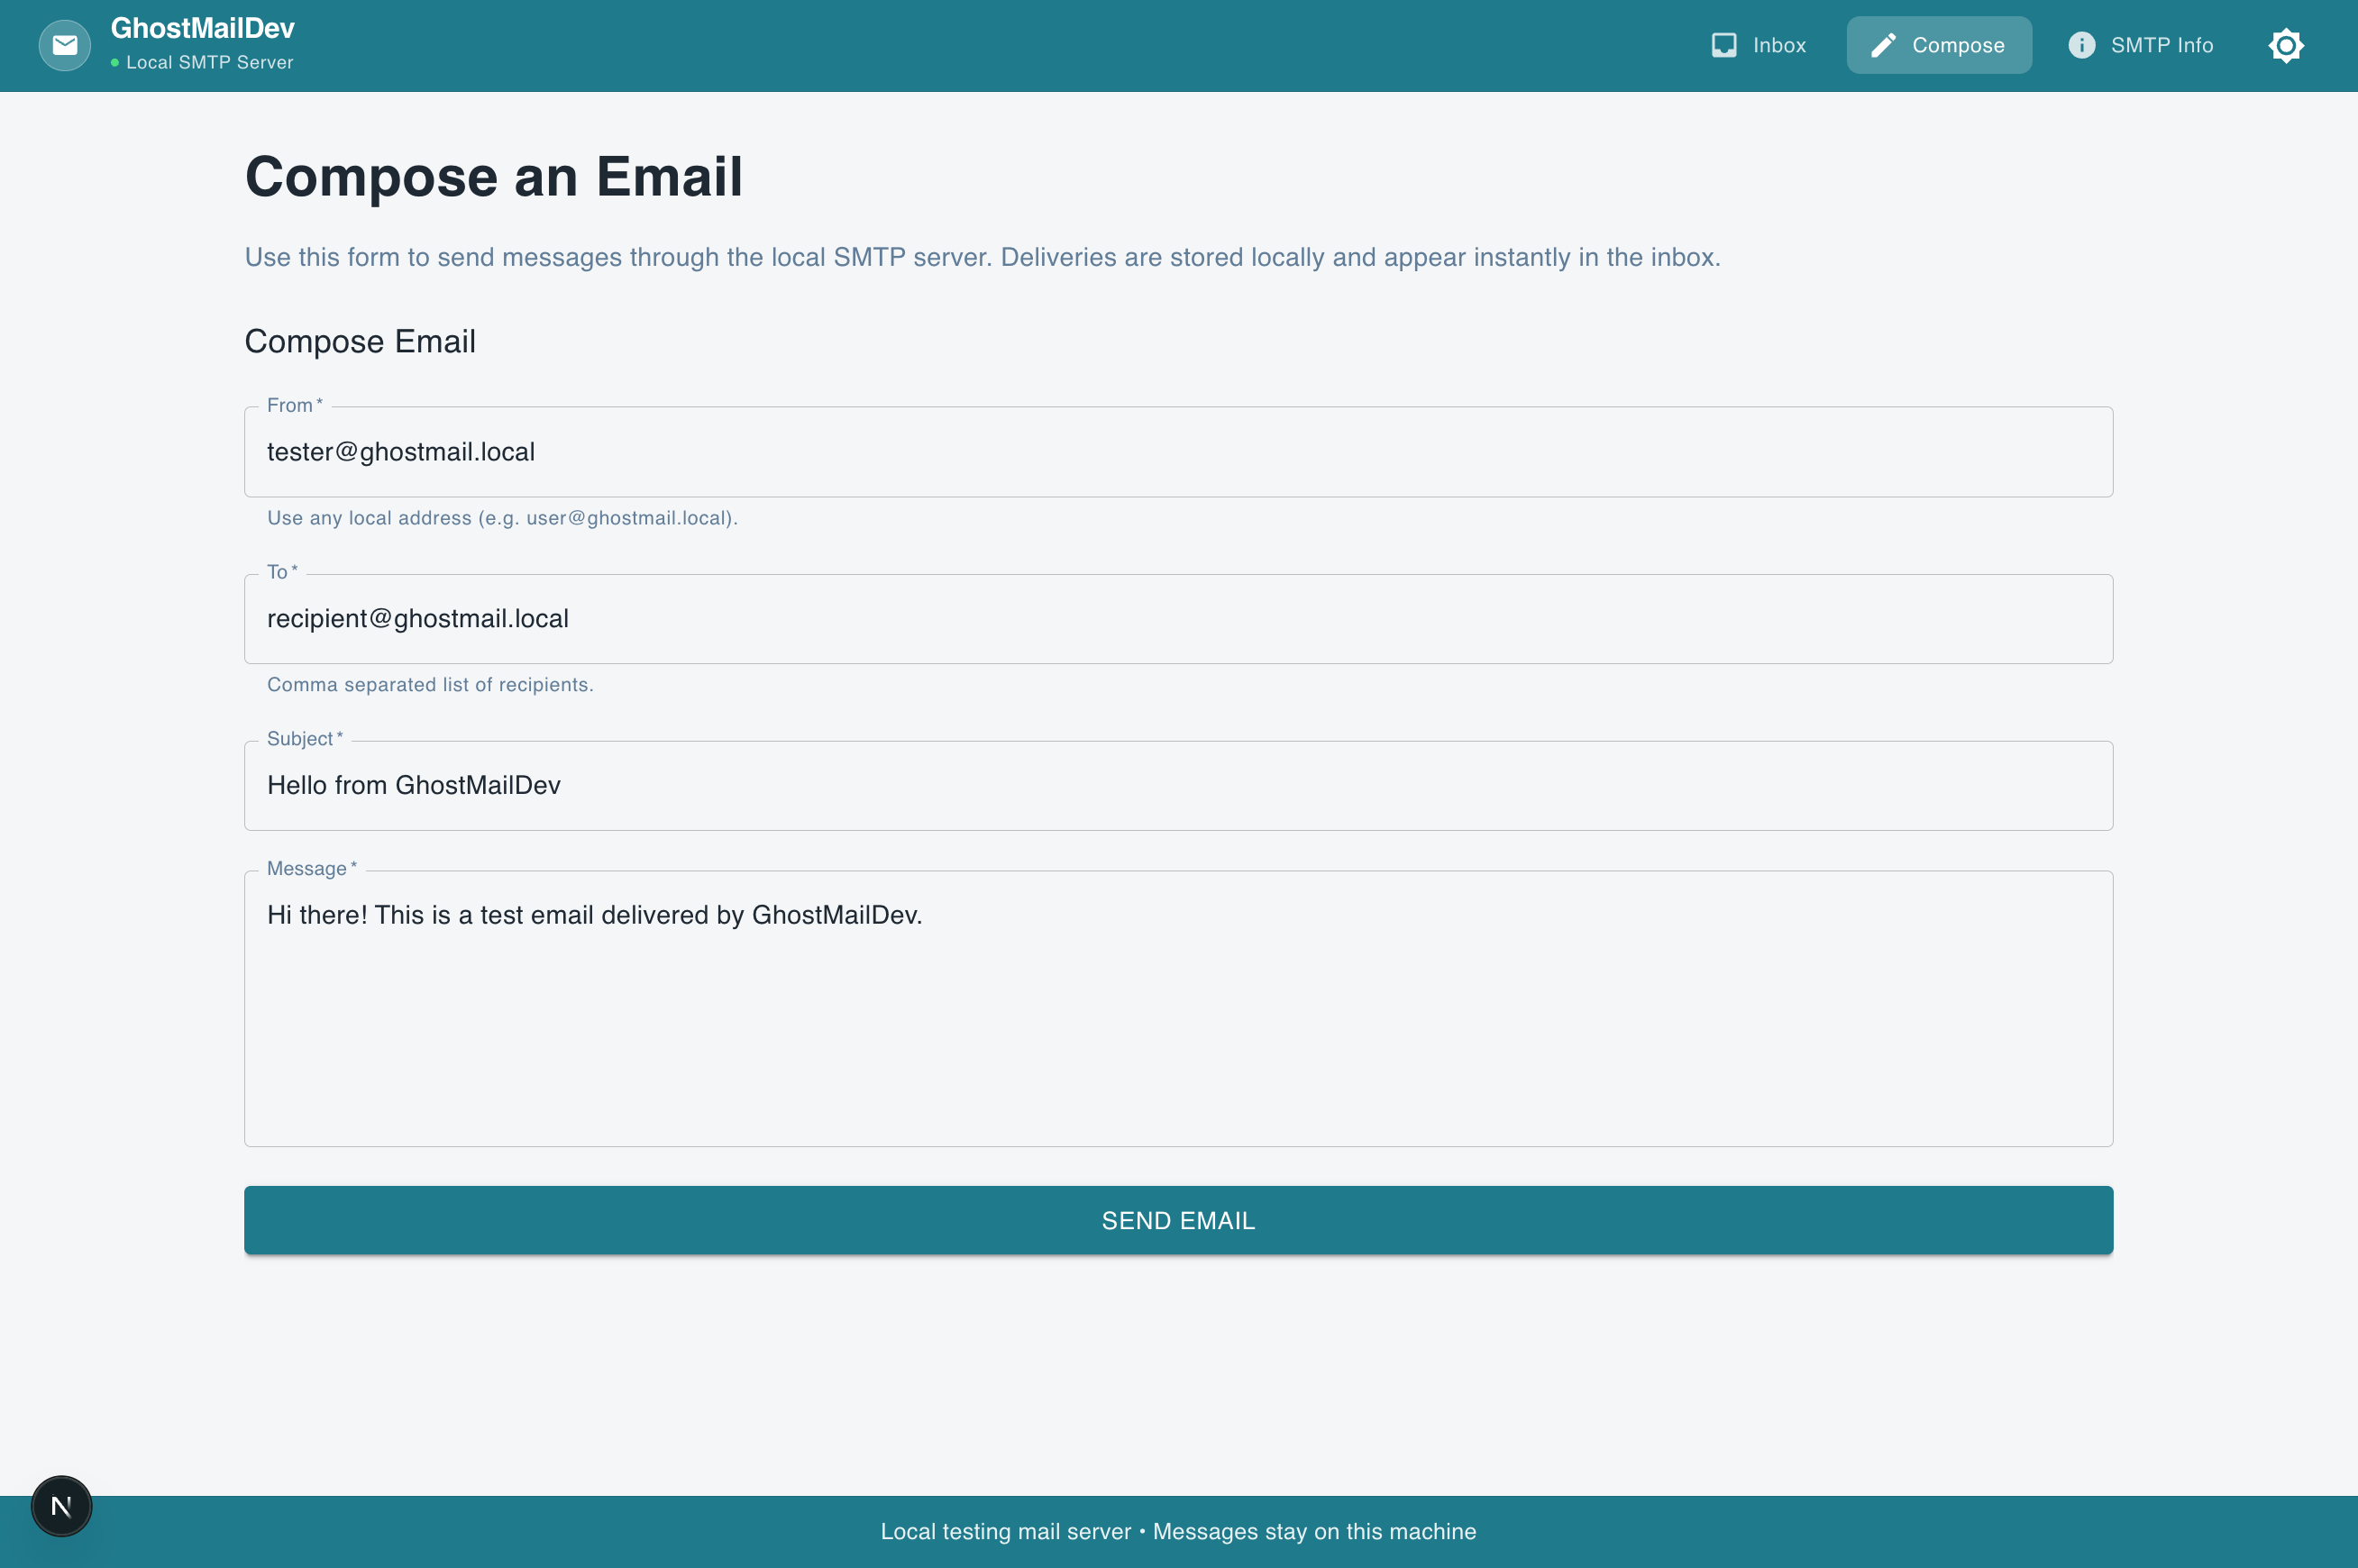 GhostMailDev
Local SMTP Server
Inbox
Compose
SMTP Info
Compose an Email
Use this form to send messages through the local SMTP server. Deliveries are stored locally and appear instantly in the inbox.
Compose Email
From *
tester@ghostmail.local
Use any local address (e.g. user@ghostmail.local).
To *
recipient@ghostmail.local
Comma separated list of recipients.
Subject *
Hello from GhostMailDev
Message *
Hi there! This is a test email delivered by GhostMailDev.
SEND EMAIL
N
Local testing mail server • Messages stay on this machine